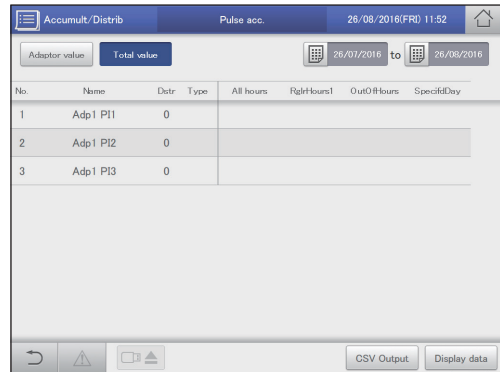 Accumult/Distrib Pulse acc. 26/08/2016(FRI) 11:52
Adaptor value Total value 26/07/2016 to 26/08/2016
No. Name Dstr Type All hours RglrHours1 OutOfHours SpecifdDay
1 Adp1 PI1 0
2 Adp1 PI2 0
3 Adp1 PI3 0
CSV Output Display data